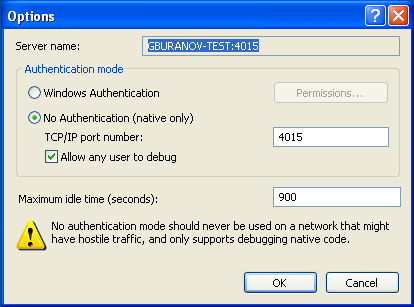 Options
Server name: GBURANOV-TEST:4015
Authentication mode
Windows Authentication Permissions...
No Authentication (native only)
TCP/IP port number: 4015
Allow any user to debug
Maximum idle time (seconds): 900
No authentication mode should never be used on a network that might
have hostile traffic, and only supports debugging native code.
OK Cancel